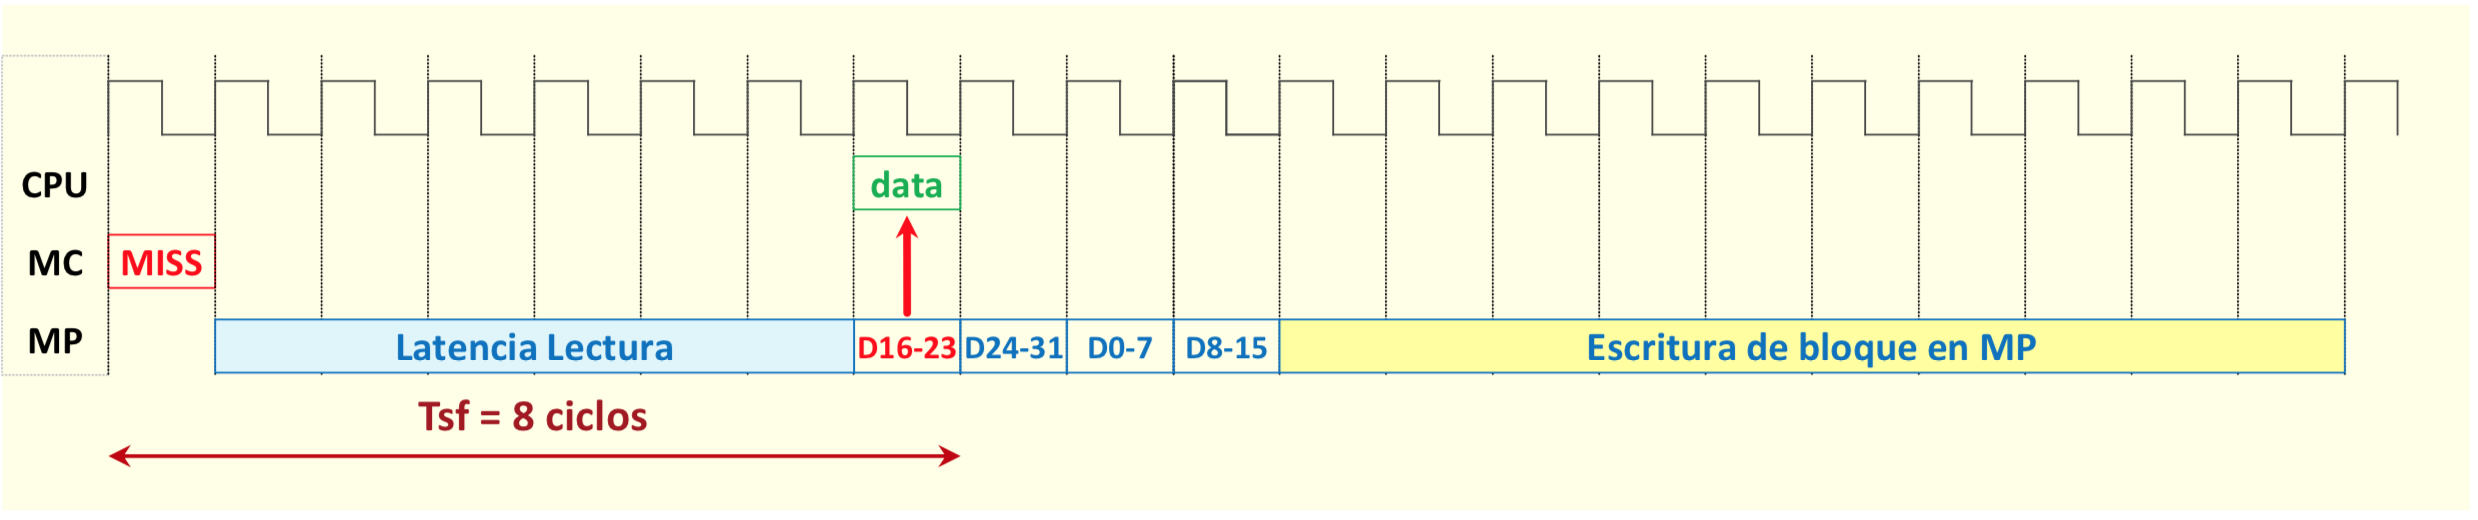 CPU
data
MC
MISS
MP
Latencia Lectura
D16-23
D24-31
D0-7
D8-15
Escritura de bloque en MP
Tsf = 8 ciclos